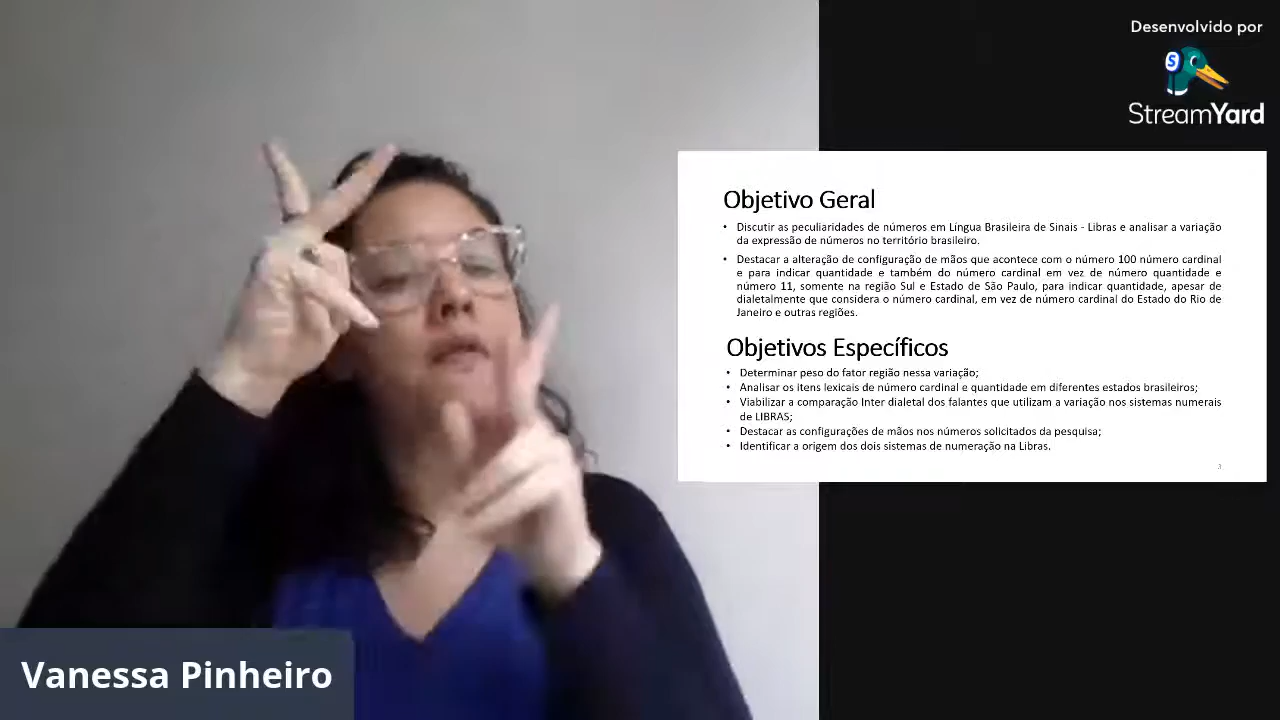 Desenvolvido por
StreamYard
Objetivo Geral
• Discutir as peculiaridades de números em Língua Brasileira de Sinais - Libras e analisar a variação
da expressão de números no território brasileiro.
• Destacar a alteração de configuração de mãos que acontece com o número 100 número cardinal
e para indicar quantidade e também do número cardinal em vez de número quantidade e
número 11, somente na região Sul e Estado de São Paulo, para indicar quantidade, apesar de
dialetalmente que considera o número cardinal, em vez de número cardinal do Estado do Rio de
Janeiro e outras regiões.
Objetivos Específicos
• Determinar peso do fator região nessa variação;
• Analisar os itens lexicais de número cardinal e quantidade em diferentes estados brasileiros;
• Viabilizar a comparação Inter dialetal dos falantes que utilizam a variação nos sistemas numerais
de LIBRAS;
• Destacar as configurações de mãos nos números solicitados da pesquisa;
• Identificar a origem dos dois sistemas de numeração na Libras.
3
Vanessa Pinheiro